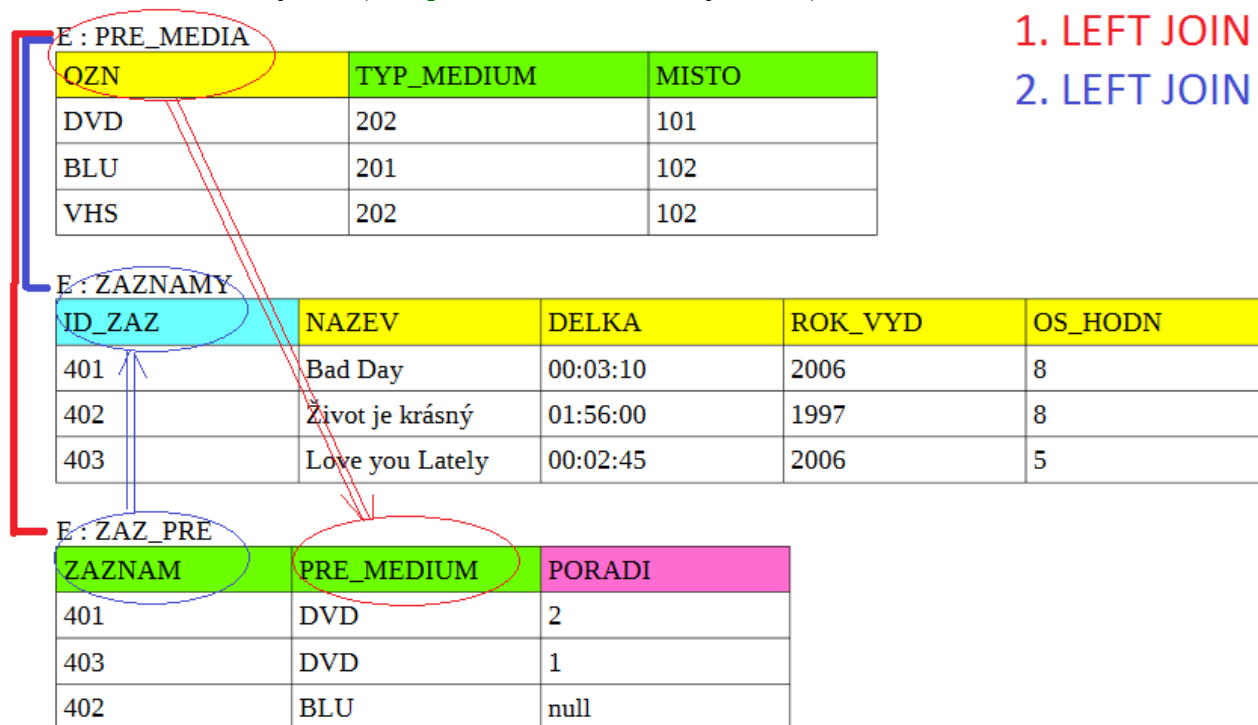 1. LEFT JOIN
2. LEFT JOIN
E : PRE_MEDIA
OZN TYP_MEDIUM MISTO
DVD 202 101
BLU 201 102
VHS 202 102
E : ZAZNAMY
ID_ZAZ NAZEV DELKA ROK_VYD OS_HODN
401 Bad Day 00:03:10 2006 8
402 Život je krásný 01:56:00 1997 8
403 Love you Lately 00:02:45 2006 5
E : ZAZ_PRE
ZAZNAM PRE_MEDIUM PORADI
401 DVD 2
403 DVD 1
402 BLU null